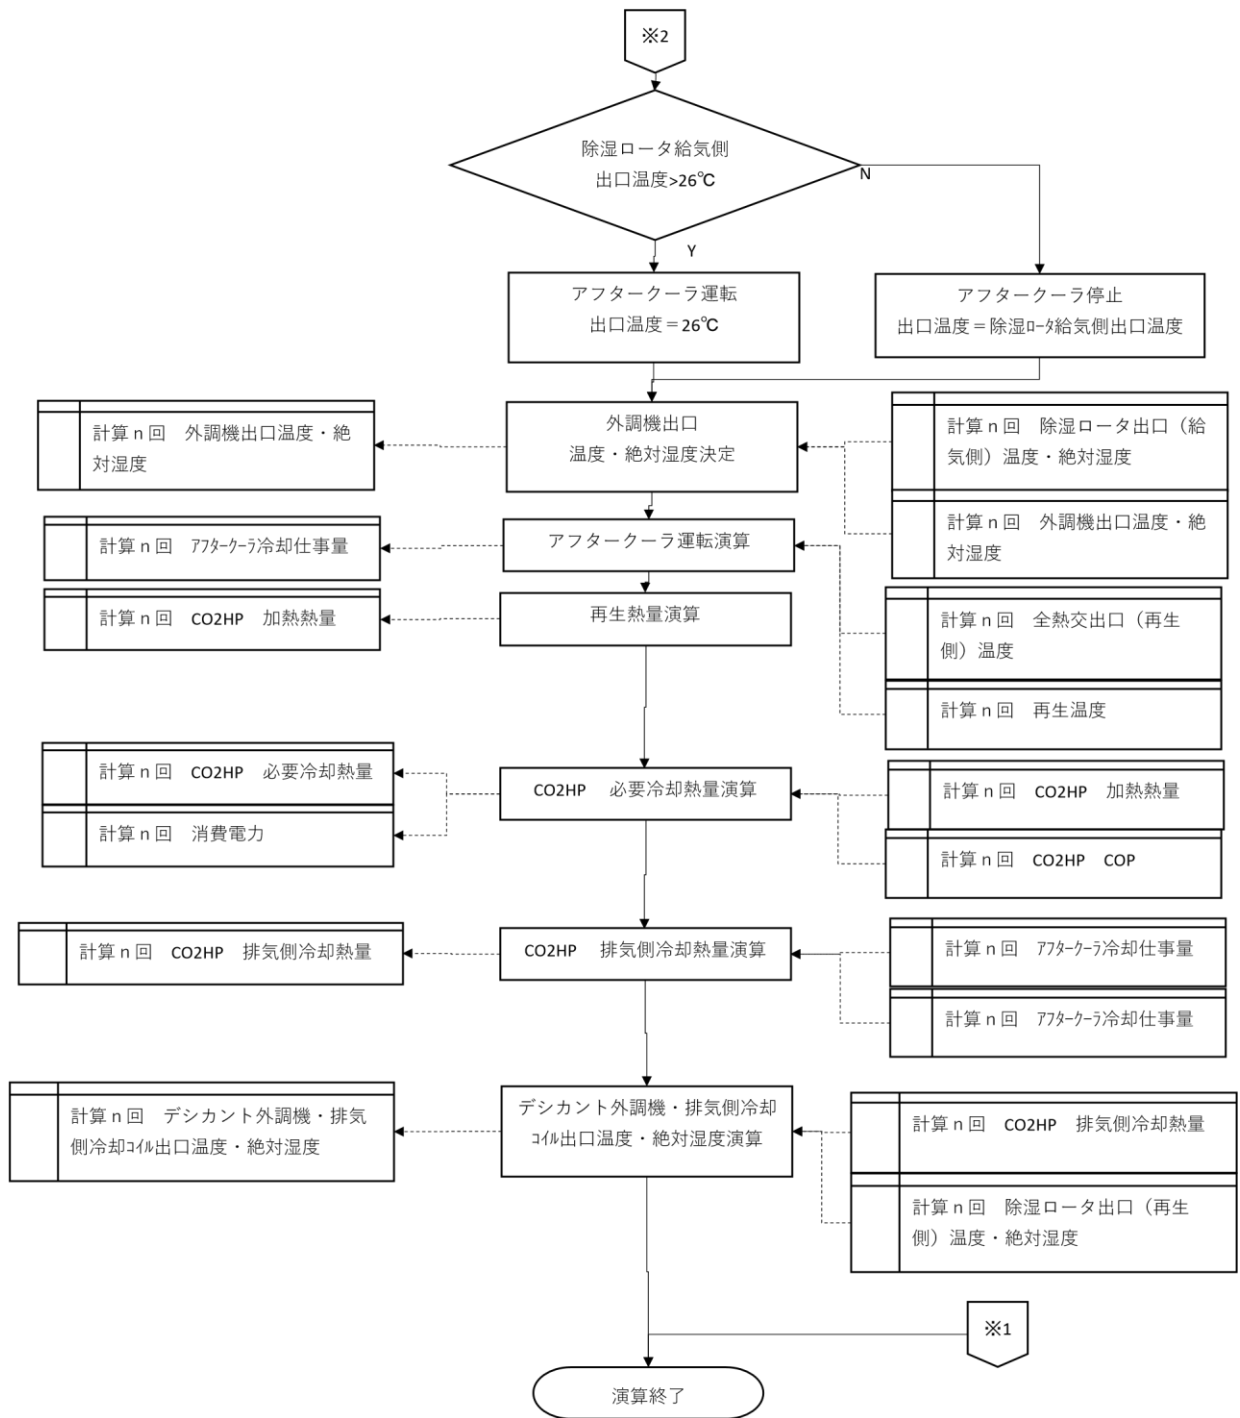 ※2
除湿ロータ給気側
出口温度>26℃
N
Y
アフタークーラ運転
出口温度＝26℃
アフタークーラ停止
出口温度＝除湿ﾛｰﾀ給気側出口温度
計算ｎ回　外調機出口温度・絶
対湿度
外調機出口
温度・絶対湿度決定
計算ｎ回　除湿ロータ出口（給
気側）温度・絶対湿度
計算ｎ回　外調機出口温度・絶
対湿度
計算ｎ回　ｱﾌﾀｰｸｰﾗ冷却仕事量
アフタークーラ運転演算
計算ｎ回　CO2HP　加熱熱量
再生熱量演算
計算ｎ回　全熱交出口（再生
側）温度
計算ｎ回　再生温度
計算ｎ回　CO2HP　必要冷却熱量
計算ｎ回　消費電力
CO2HP　必要冷却熱量演算
計算ｎ回　CO2HP　加熱熱量
計算ｎ回　CO2HP　COP
計算ｎ回　CO2HP　排気側冷却熱量
CO2HP　排気側冷却熱量演算
計算ｎ回　ｱﾌﾀｰｸｰﾗ冷却仕事量
計算ｎ回　ｱﾌﾀｰｸｰﾗ冷却仕事量
計算ｎ回　デシカント外調機・排気
側冷却ｺｲﾙ出口温度・絶対湿度
デシカント外調機・排気側冷却
ｺｲﾙ出口温度・絶対湿度演算
計算ｎ回　CO2HP　排気側冷却熱量
計算ｎ回　除湿ロータ出口（再生
側）温度・絶対湿度
※1
演算終了